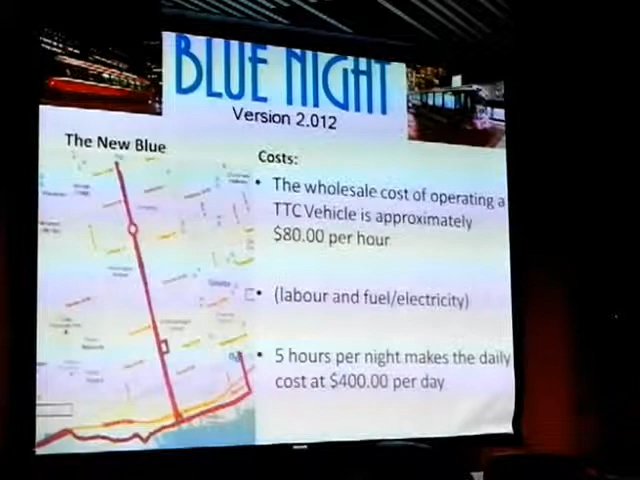 BLUE NIGHT
Version 2.012
The New Blue
Costs:
• The wholesale cost of operating a
TTC Vehicle is approximately
$80.00 per hour
• (labour and fuel/electricity)
• 5 hours per night makes the daily
cost at $400.00 per day